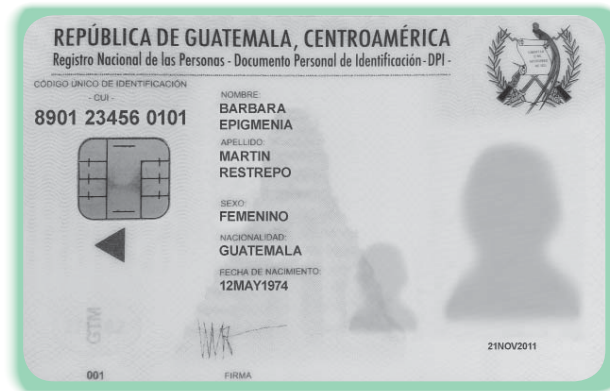 REPÚBLICA DE GUATEMALA, CENTROAMÉRICA
Registro Nacional de las Personas - Documento Personal de Identificación - DPI -
CÓDIGO ÚNICO DE IDENTIFICACIÓN
- CUI -
8901 23456 0101
NOMBRE:
BARBARA
EPIGMENIA
APELLIDO:
MARTIN
RESTREPO
SEXO:
FEMENINO
NACIONALIDAD:
GUATEMALA
FECHA DE NACIMIENTO:
12MAY1974
GTM
21NOV2011
001
FIRMA